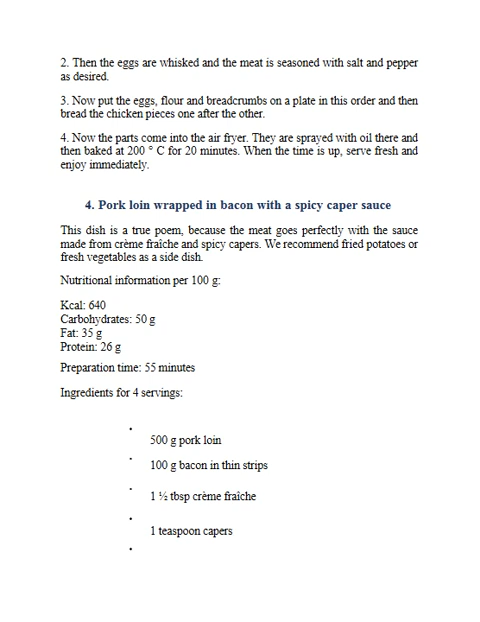 2. Then the eggs are whisked and the meat is seasoned with salt and pepper
as desired.
3. Now put the eggs, flour and breadcrumbs on a plate in this order and then
bread the chicken pieces one after the other.
4. Now the parts come into the air fryer. They are sprayed with oil there and
then baked at 200 ° C for 20 minutes. When the time is up, serve fresh and
enjoy immediately.
4. Pork loin wrapped in bacon with a spicy caper sauce
This dish is a true poem, because the meat goes perfectly with the sauce
made from crème fraîche and spicy capers. We recommend fried potatoes or
fresh vegetables as a side dish.
Nutritional information per 100 g:
Kcal: 640
Carbohydrates: 50 g
Fat: 35 g
Protein: 26 g
Preparation time: 55 minutes
Ingredients for 4 servings:
•
500 g pork loin
•
100 g bacon in thin strips
•
1 ½ tbsp crème fraîche
•
1 teaspoon capers
•